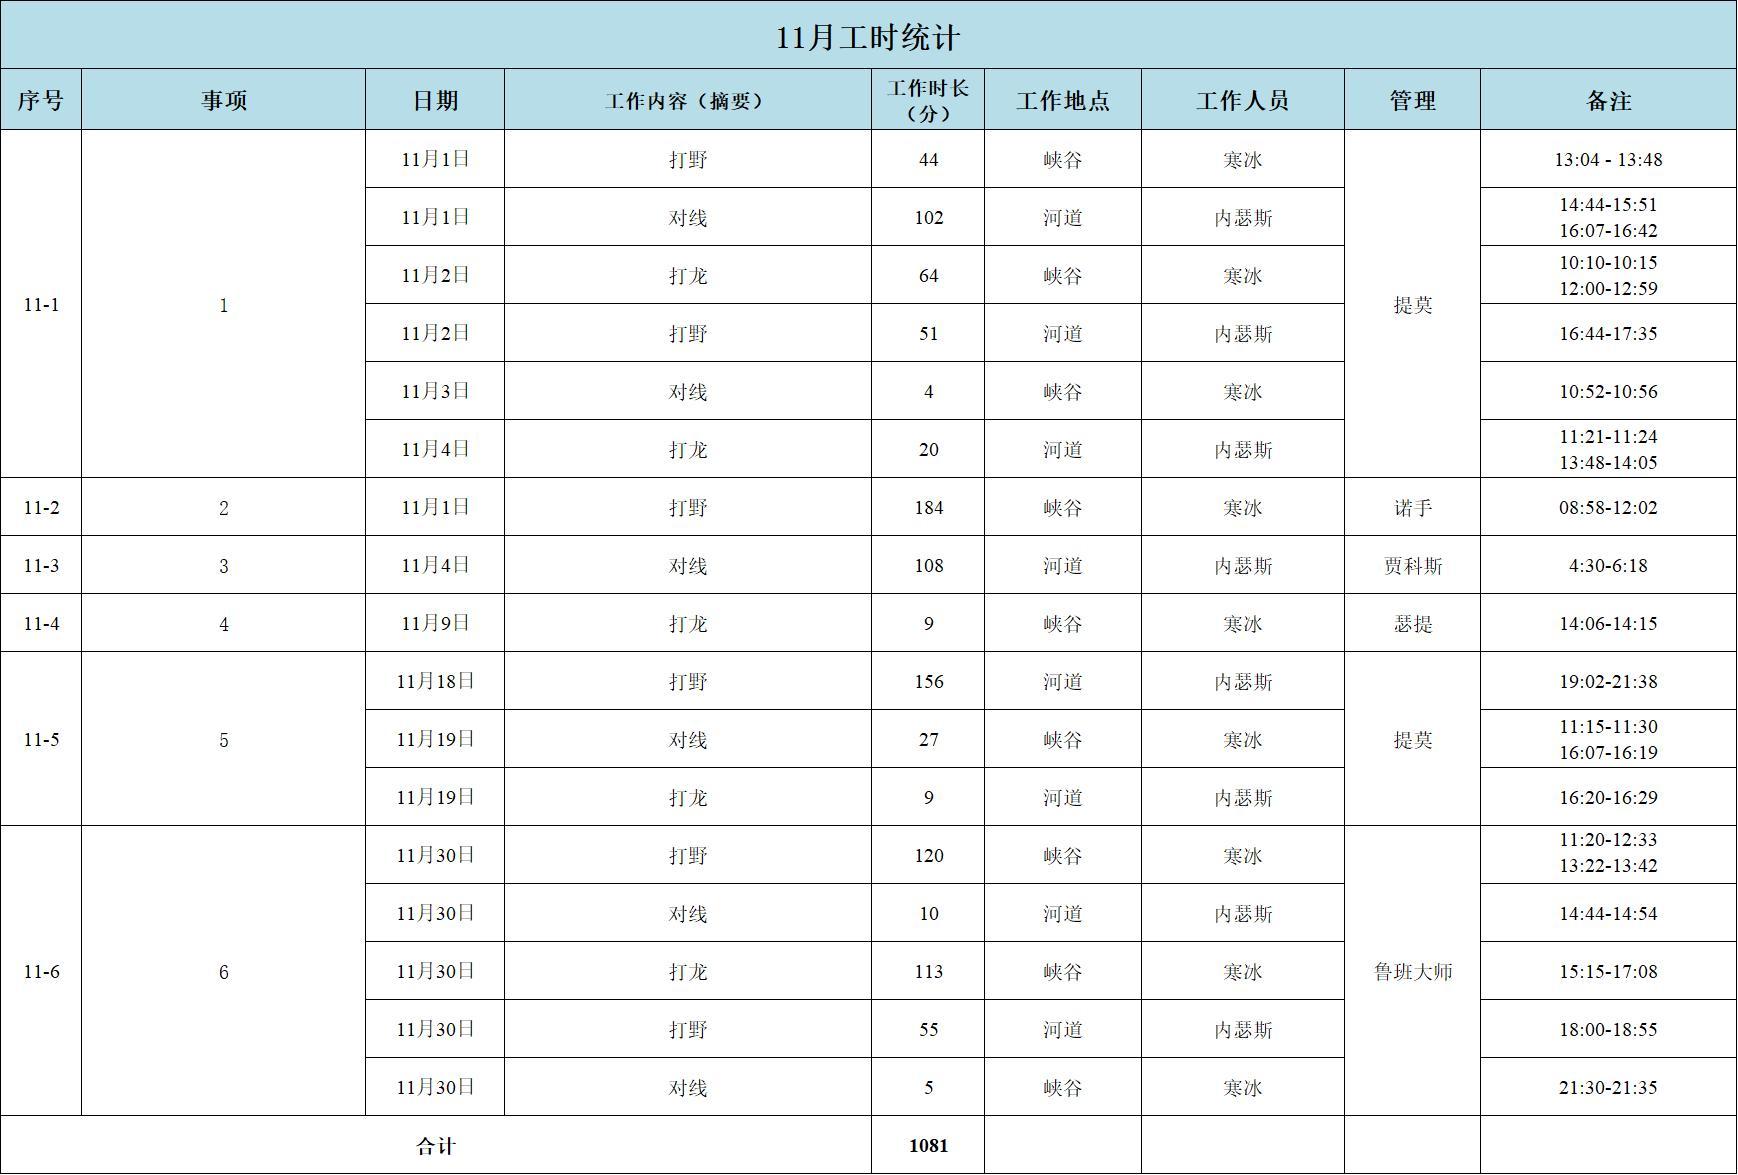 11月工时统计
序号 事项 日期 工作内容（摘要） 工作时长（分） 工作地点 工作人员 管理 备注
11-1 1 11月1日 打野 44 峡谷 寒冰 提莫 13:04 - 13:48
11月1日 对线 102 河道 内瑟斯 14:44-15:51
16:07-16:42
11月2日 打龙 64 峡谷 寒冰 10:10-10:15
12:00-12:59
11月2日 打野 51 河道 内瑟斯 16:44-17:35
11月3日 对线 4 峡谷 寒冰 10:52-10:56
11月4日 打龙 20 河道 内瑟斯 11:21-11:24
13:48-14:05
11-2 2 11月1日 打野 184 峡谷 寒冰 诺手 08:58-12:02
11-3 3 11月4日 对线 108 河道 内瑟斯 贾科斯 4:30-6:18
11-4 4 11月9日 打龙 9 峡谷 寒冰 瑟提 14:06-14:15
11-5 5 11月18日 打野 156 河道 内瑟斯 提莫 19:02-21:38
11月19日 对线 27 峡谷 寒冰 11:15-11:30
16:07-16:19
11月19日 打龙 9 河道 内瑟斯 16:20-16:29
11-6 6 11月30日 打野 120 峡谷 寒冰 鲁班大师 11:20-12:33
13:22-13:42
11月30日 对线 10 河道 内瑟斯 14:44-14:54
11月30日 打龙 113 峡谷 寒冰 15:15-17:08
11月30日 打野 55 河道 内瑟斯 18:00-18:55
11月30日 对线 5 峡谷 寒冰 21:30-21:35
合计 1081